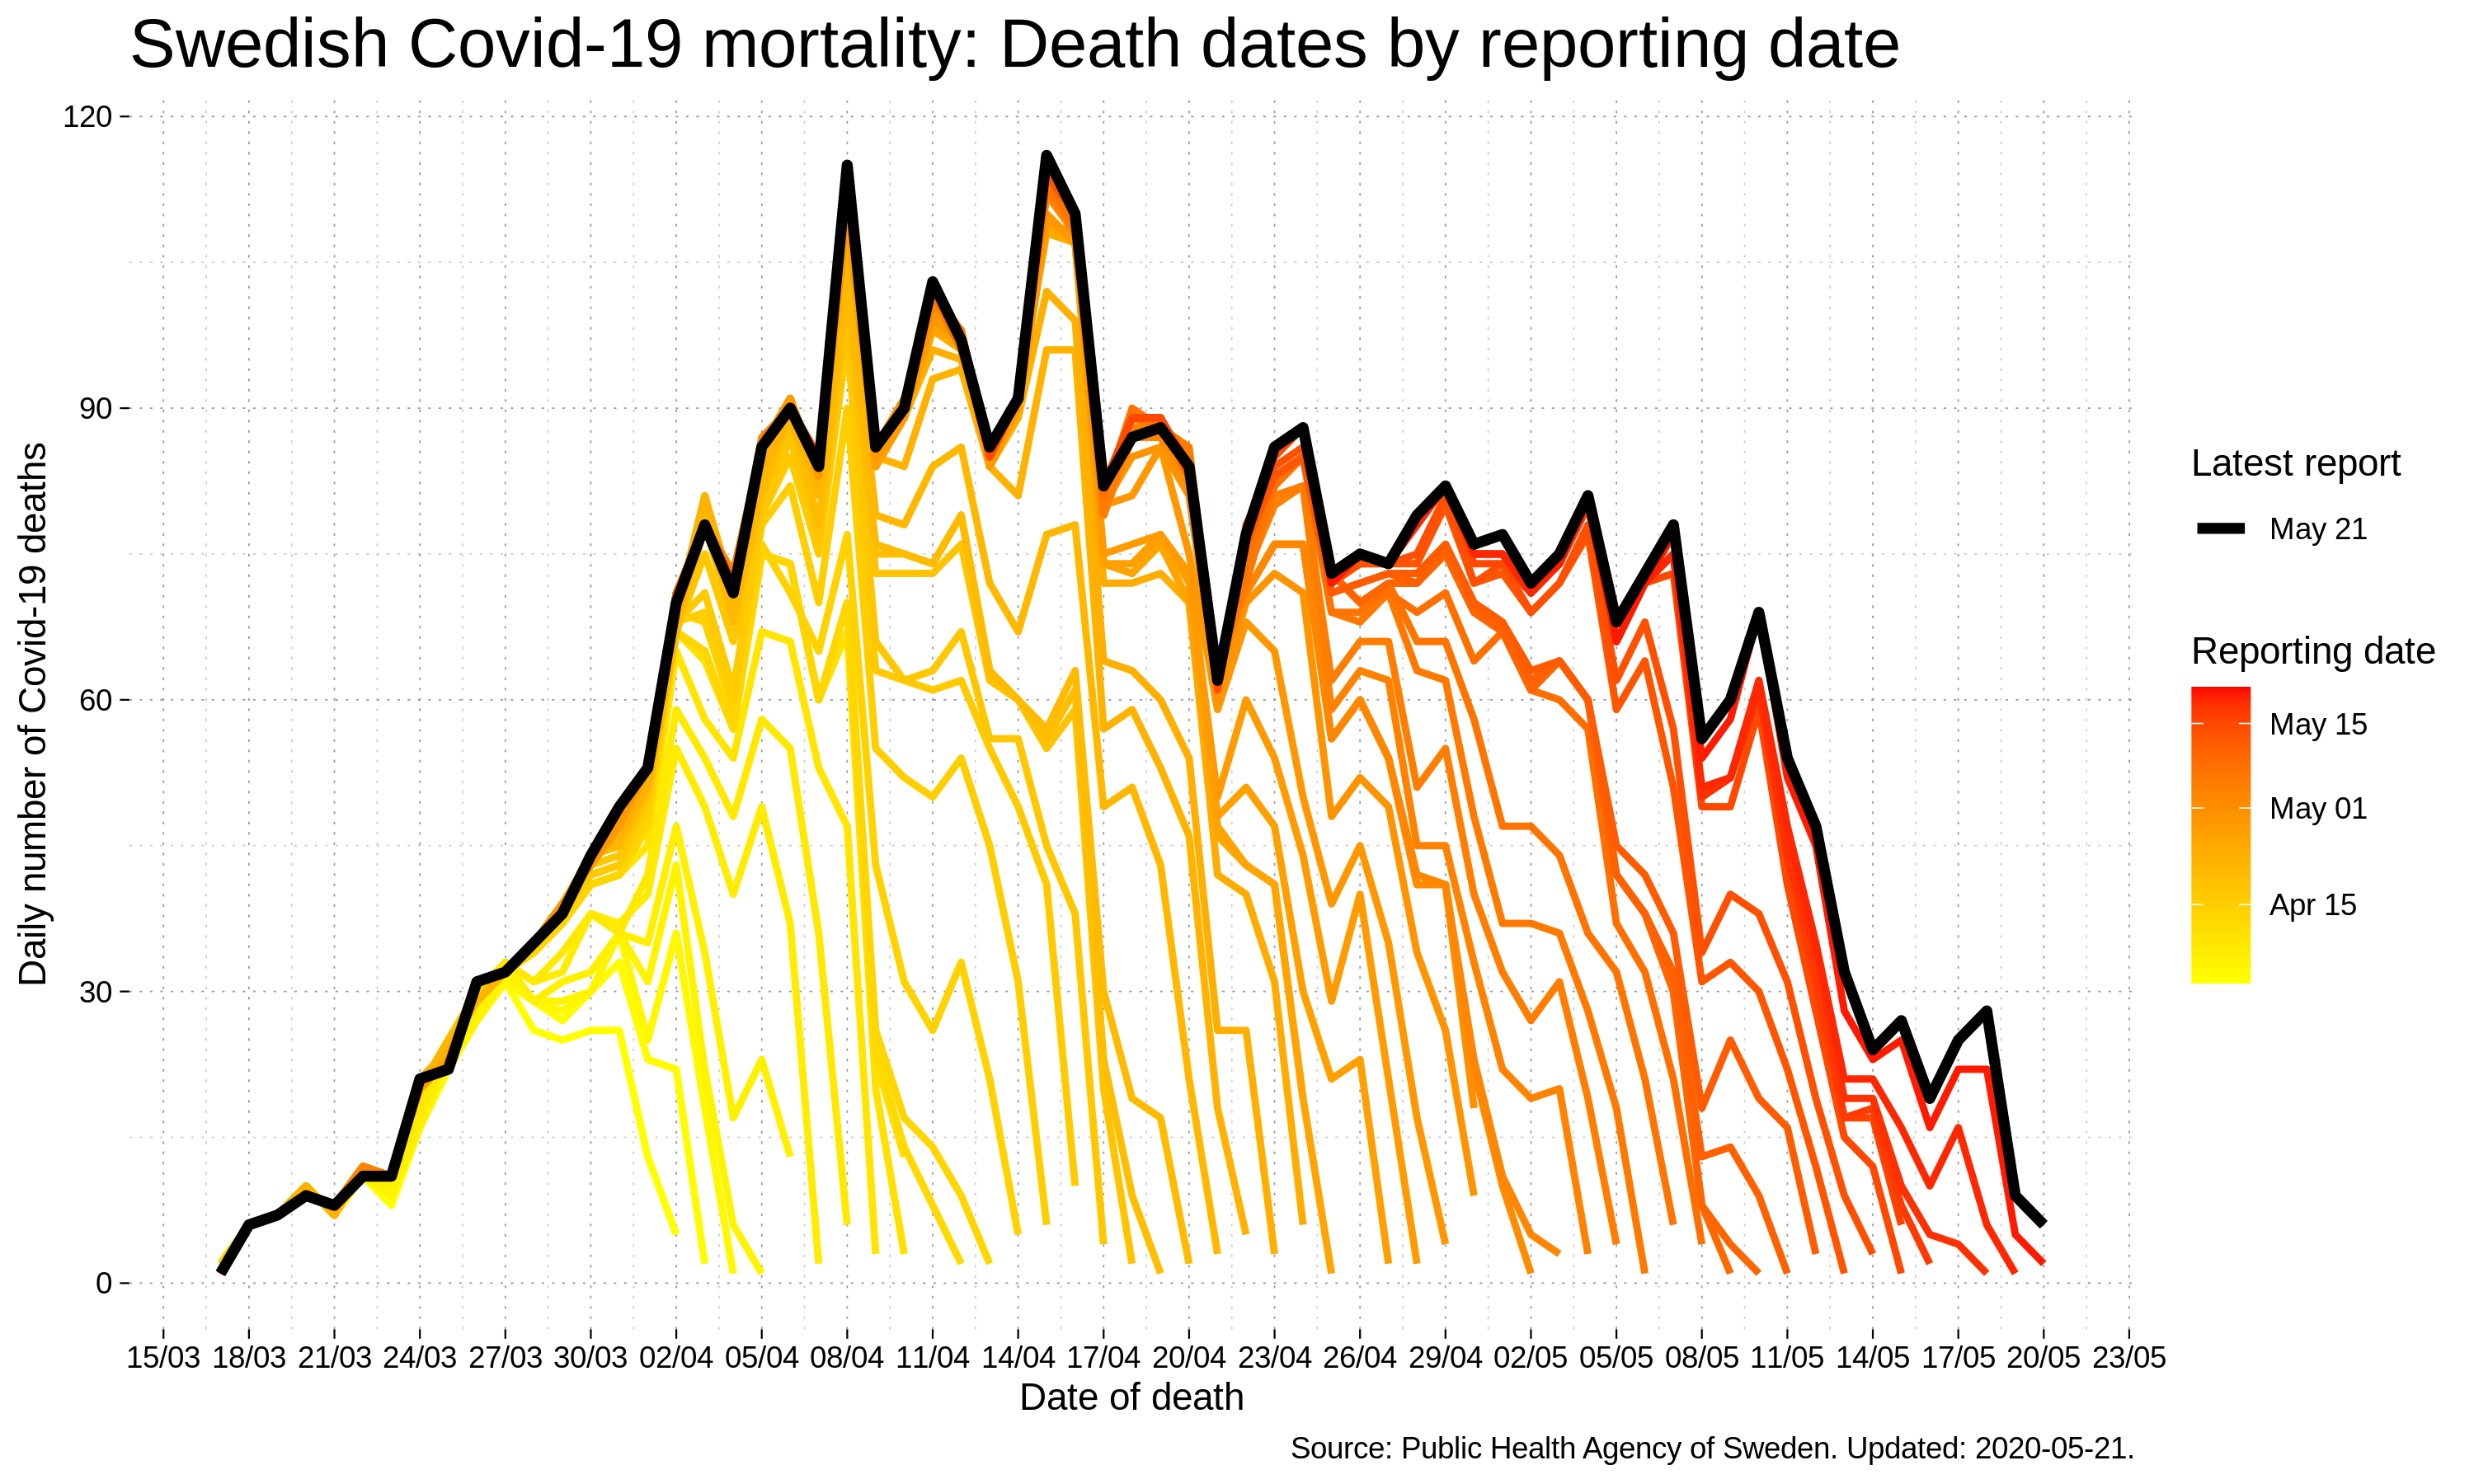 Swedish Covid-19 mortality: Death dates by reporting date
Daily number of Covid-19 deaths
120
90
60
30
0
15/03 18/03 21/03 24/03 27/03 30/03 02/04 05/04 08/04 11/04 14/04 17/04 20/04 23/04 26/04 29/04 02/05 05/05 08/05 11/05 14/05 17/05 20/05 23/05
Date of death
Latest report
May 21
Reporting date
May 15
May 01
Apr 15
Source: Public Health Agency of Sweden. Updated: 2020-05-21.